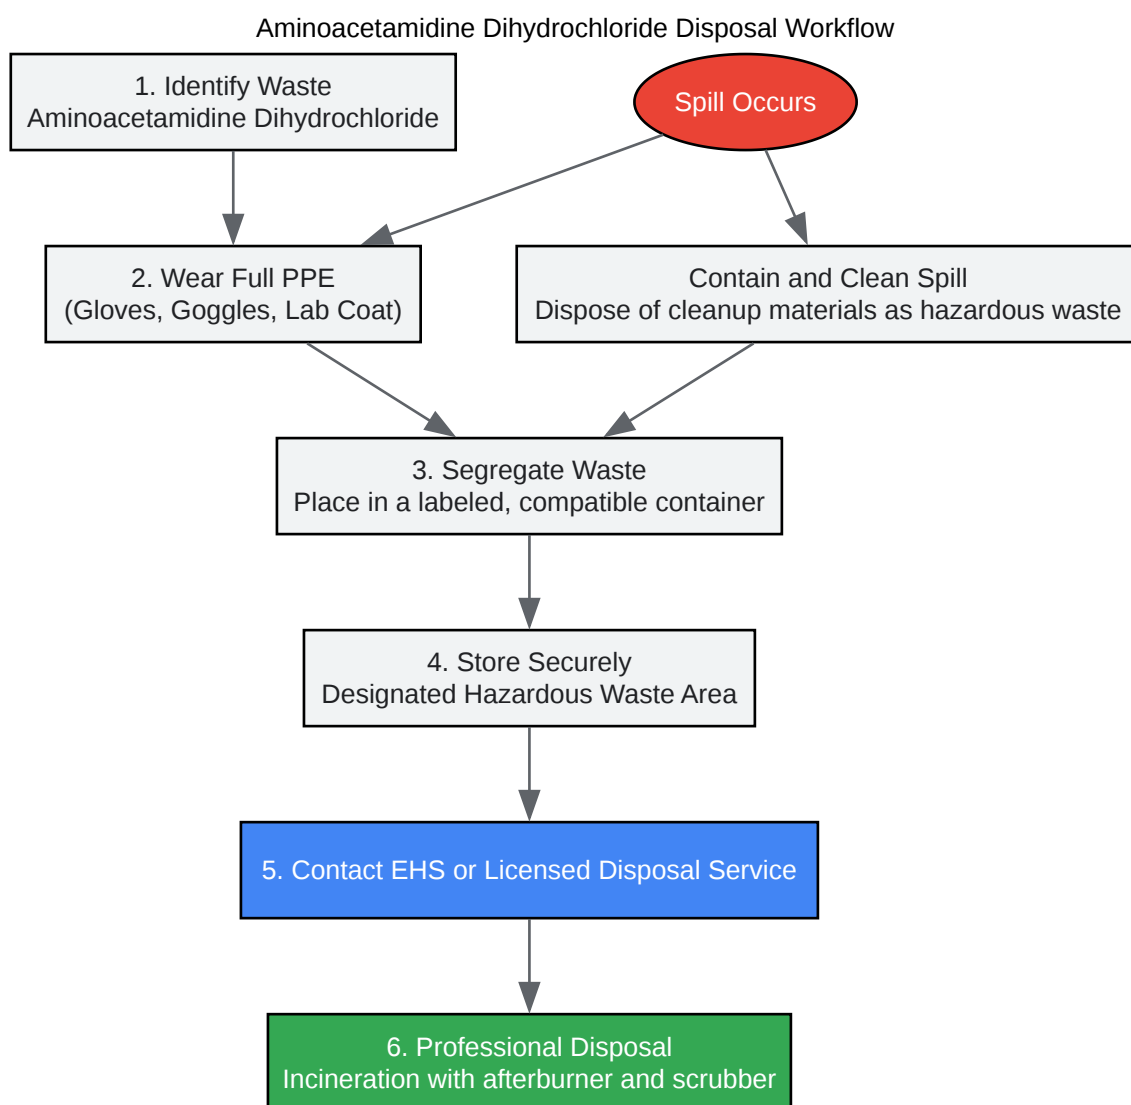 Aminoacetamidine Dihydrochloride Disposal Workflow
1. Identify Waste
Aminoacetamidine Dihydrochloride
Spill Occurs
2. Wear Full PPE
(Gloves, Goggles, Lab Coat)
Contain and Clean Spill
Dispose of cleanup materials as hazardous waste
3. Segregate Waste
Place in a labeled, compatible container
4. Store Securely
Designated Hazardous Waste Area
5. Contact EHS or Licensed Disposal Service
6. Professional Disposal
Incineration with afterburner and scrubber